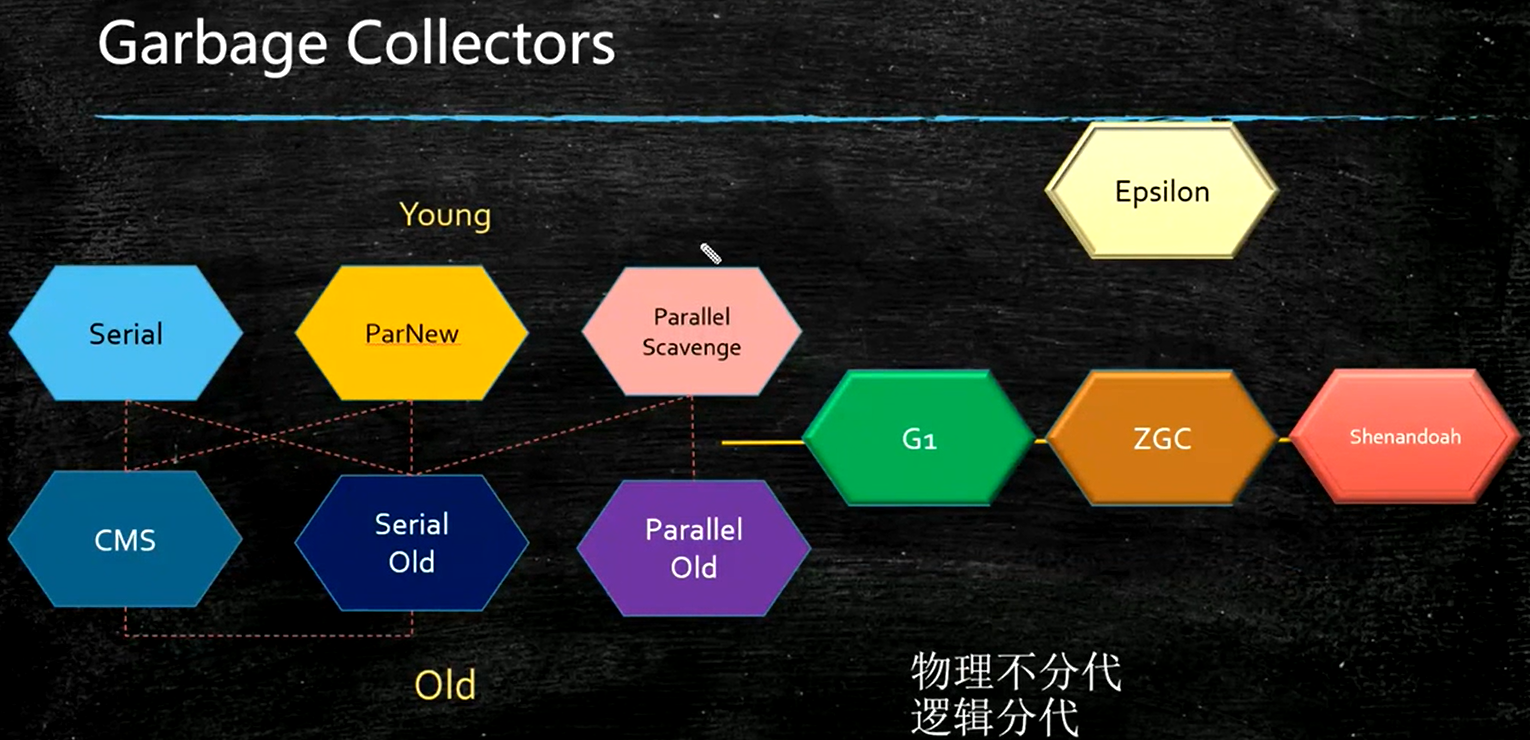 Garbage Collectors
Epsilon
Young
Serial
ParNew
Parallel
Scavenge
G1
ZGC
Shenandoah
CMS
Serial
Old
Parallel
Old
Old
物理不分代
逻辑分代